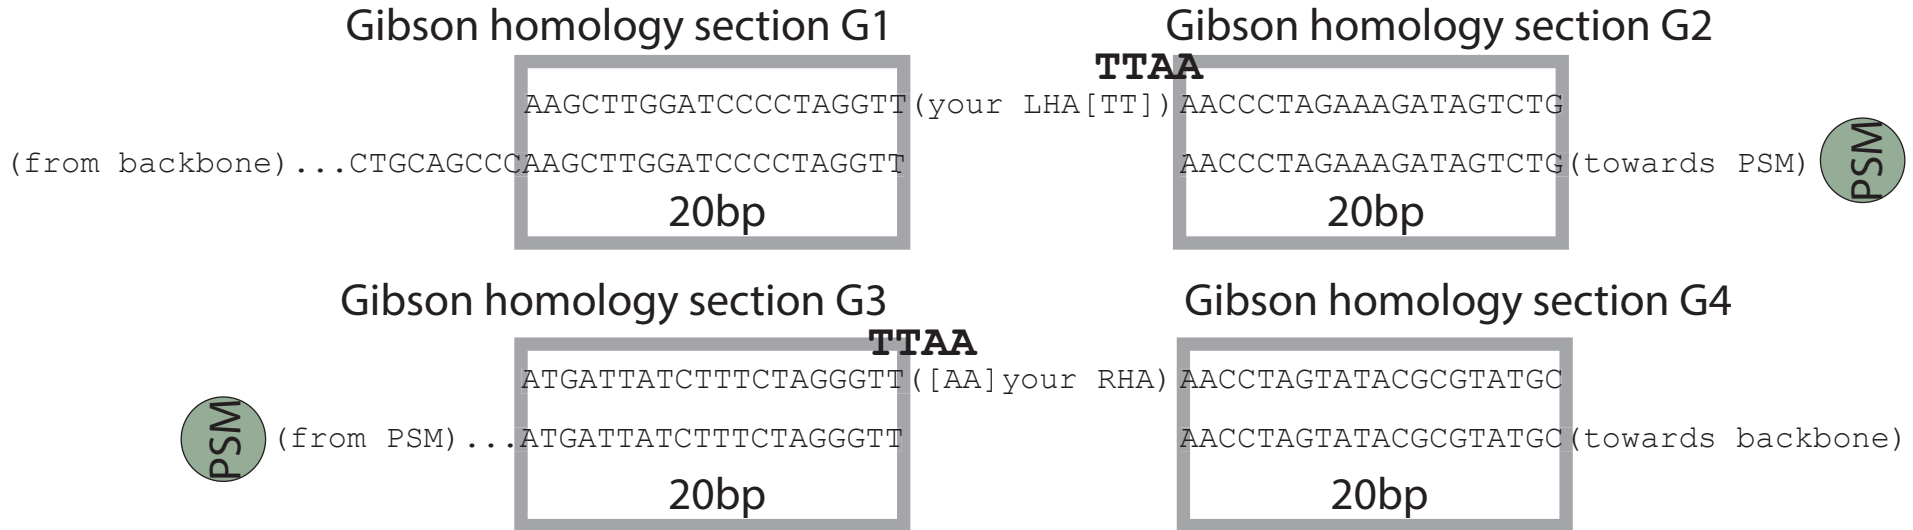 Gibson homology section G1 Gibson homology section G2
TTAA
AAGCTTGGATCCCCTAGGTT(your LHA[TT])AACCCTAGAAAGATAGTCTG
(from backbone)...CTGCAGCCCAAGCTTGGATCCCCTAGGTT AACCCTAGAAAGATAGTCTG(towards PSM) PSM
20bp 20bp
Gibson homology section G3 Gibson homology section G4
TTAA
ATGATTATCTTTCTAGGGTT([AA]your RHA)AACCTAGTATACGCGTATGC
PSM (from PSM)...ATGATTATCTTTCTAGGGTT AACCTAGTATACGCGTATGC(towards backbone)
20bp 20bp